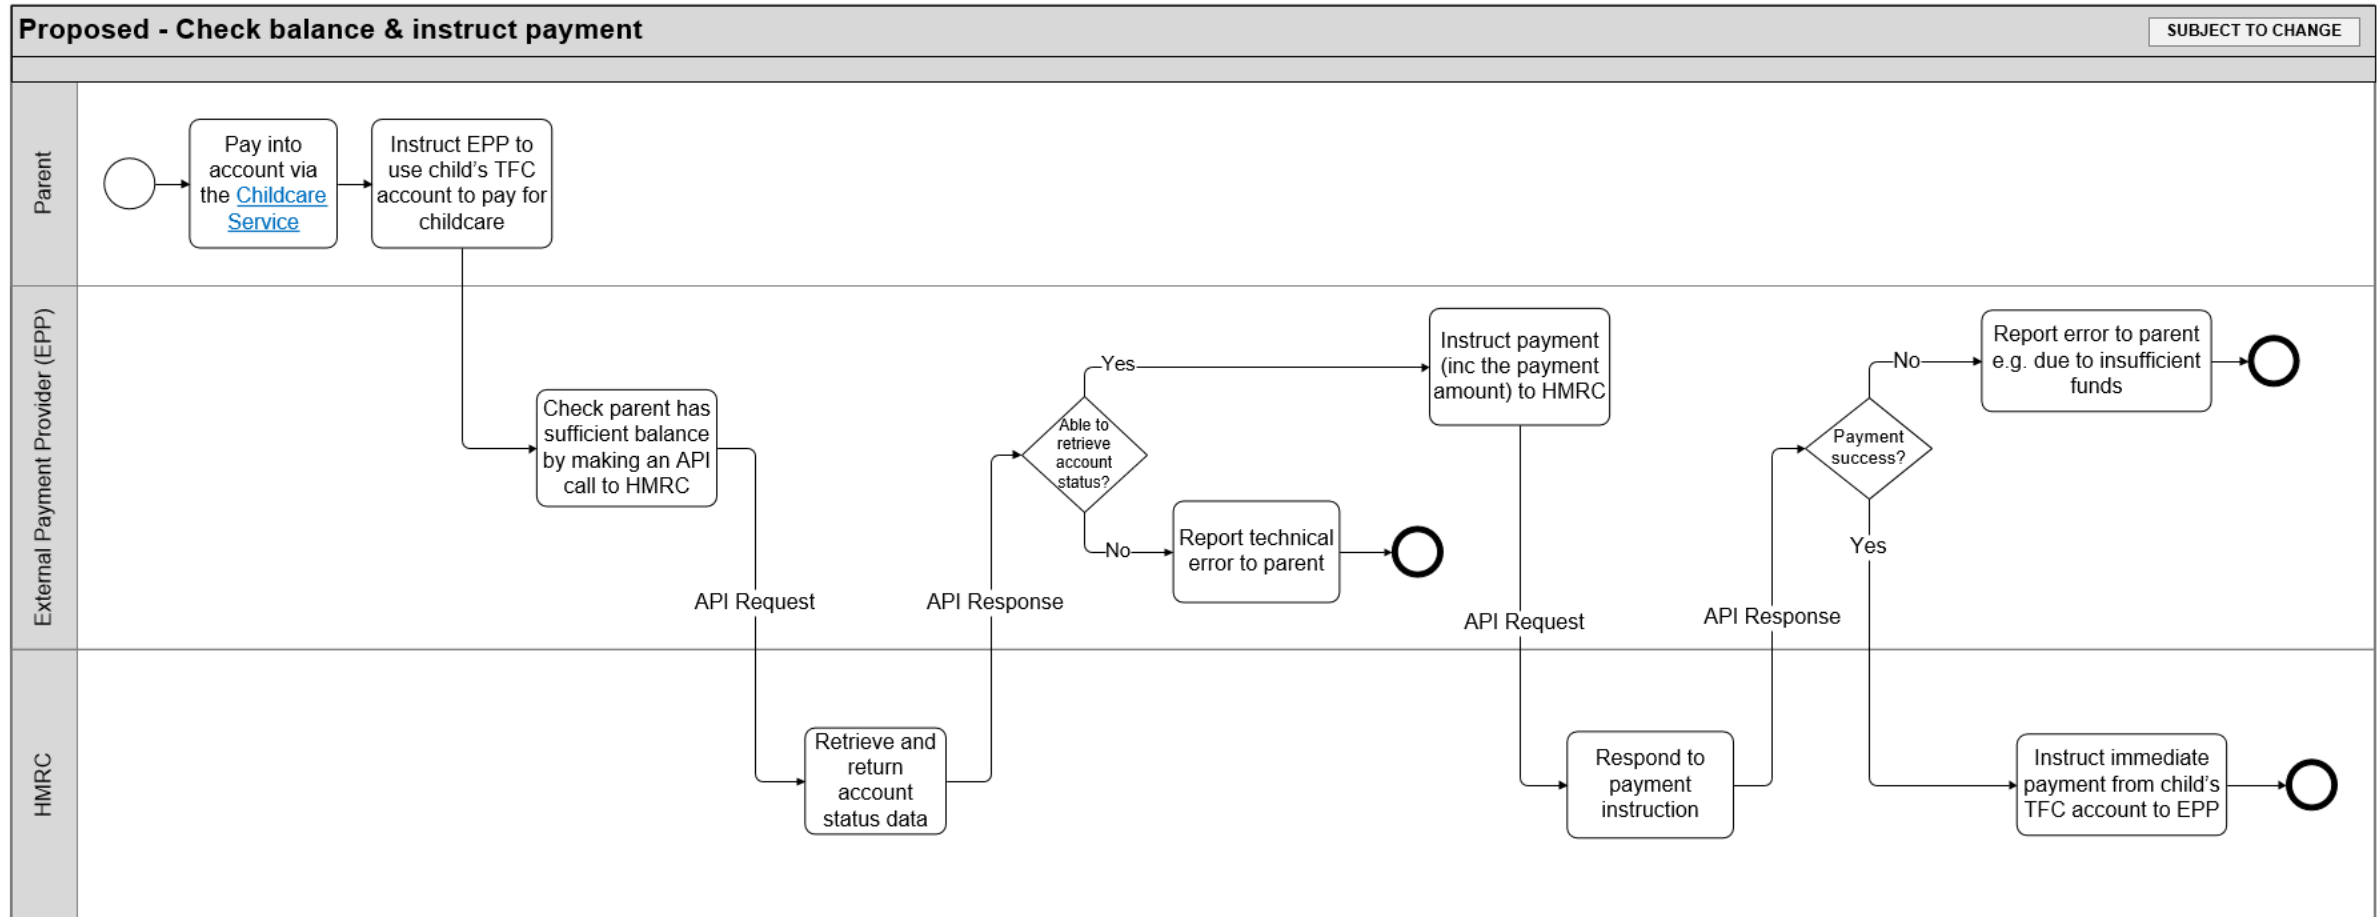 Proposed - Check balance & instruct payment
SUBJECT TO CHANGE
Parent
Pay into
account via
the Childcare
Service
Instruct EPP to
use child’s TFC
account to pay for
childcare
External Payment Provider (EPP)
Check parent has
sufficient balance
by making an API
call to HMRC
API Request
API Response
Able to
retrieve
account
status?
Yes
No
Report technical
error to parent
Instruct payment
(inc the payment
amount) to HMRC
API Request
API Response
Payment
success?
No
Yes
Report error to parent
e.g. due to insufficient
funds
HMRC
Retrieve and
return
account
status data
Respond to
payment
instruction
Instruct immediate
payment from child’s
TFC account to EPP